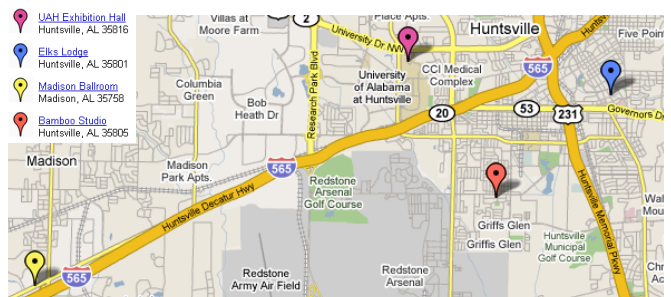 UAH Exhibition Hall
Huntsville, AL 35816
Elks Lodge
Huntsville, AL 35801
Madison Ballroom
Madison, AL 35758
Bamboo Studio
Huntsville, AL 35805
Villas at
Moore Farm
2
University Dr NW
Place Apts.
Huntsville
Five Point
Columbia
Green
Research Park Blvd
University
of Alabama
at Huntsville
CCI Medical
Complex
565
Bob
Heath Dr
20
53
231
Governors Dr
Madison
Madison
Park Apts.
565
Redstone
Arsenal
Golf Course
Huntsville Decatur Hwy
Griffs Glen
Griffis Glen
Huntsville
Municipal
Golf Course
Huntsville Memorial Pkwy
565
Redstone
Army Air Field
Redstone
Arsenal